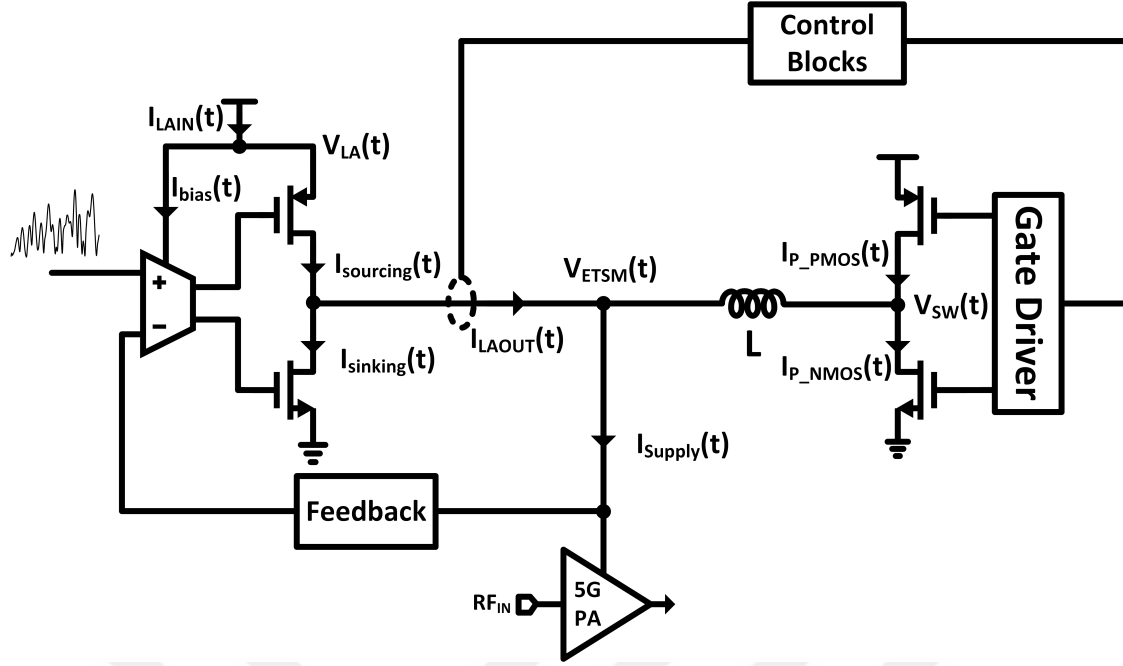 Control
Blocks
I_LAIN(t)
V_LA(t)
I_bias(t)
+
−
I_sourcing(t)
I_sinking(t)
I_LAOUT(t)
V_ETSM(t)
L
I_P_PMOS(t)
V_SW(t)
I_P_NMOS(t)
Gate Driver
I_Supply(t)
Feedback
RF_IN
5G
PA